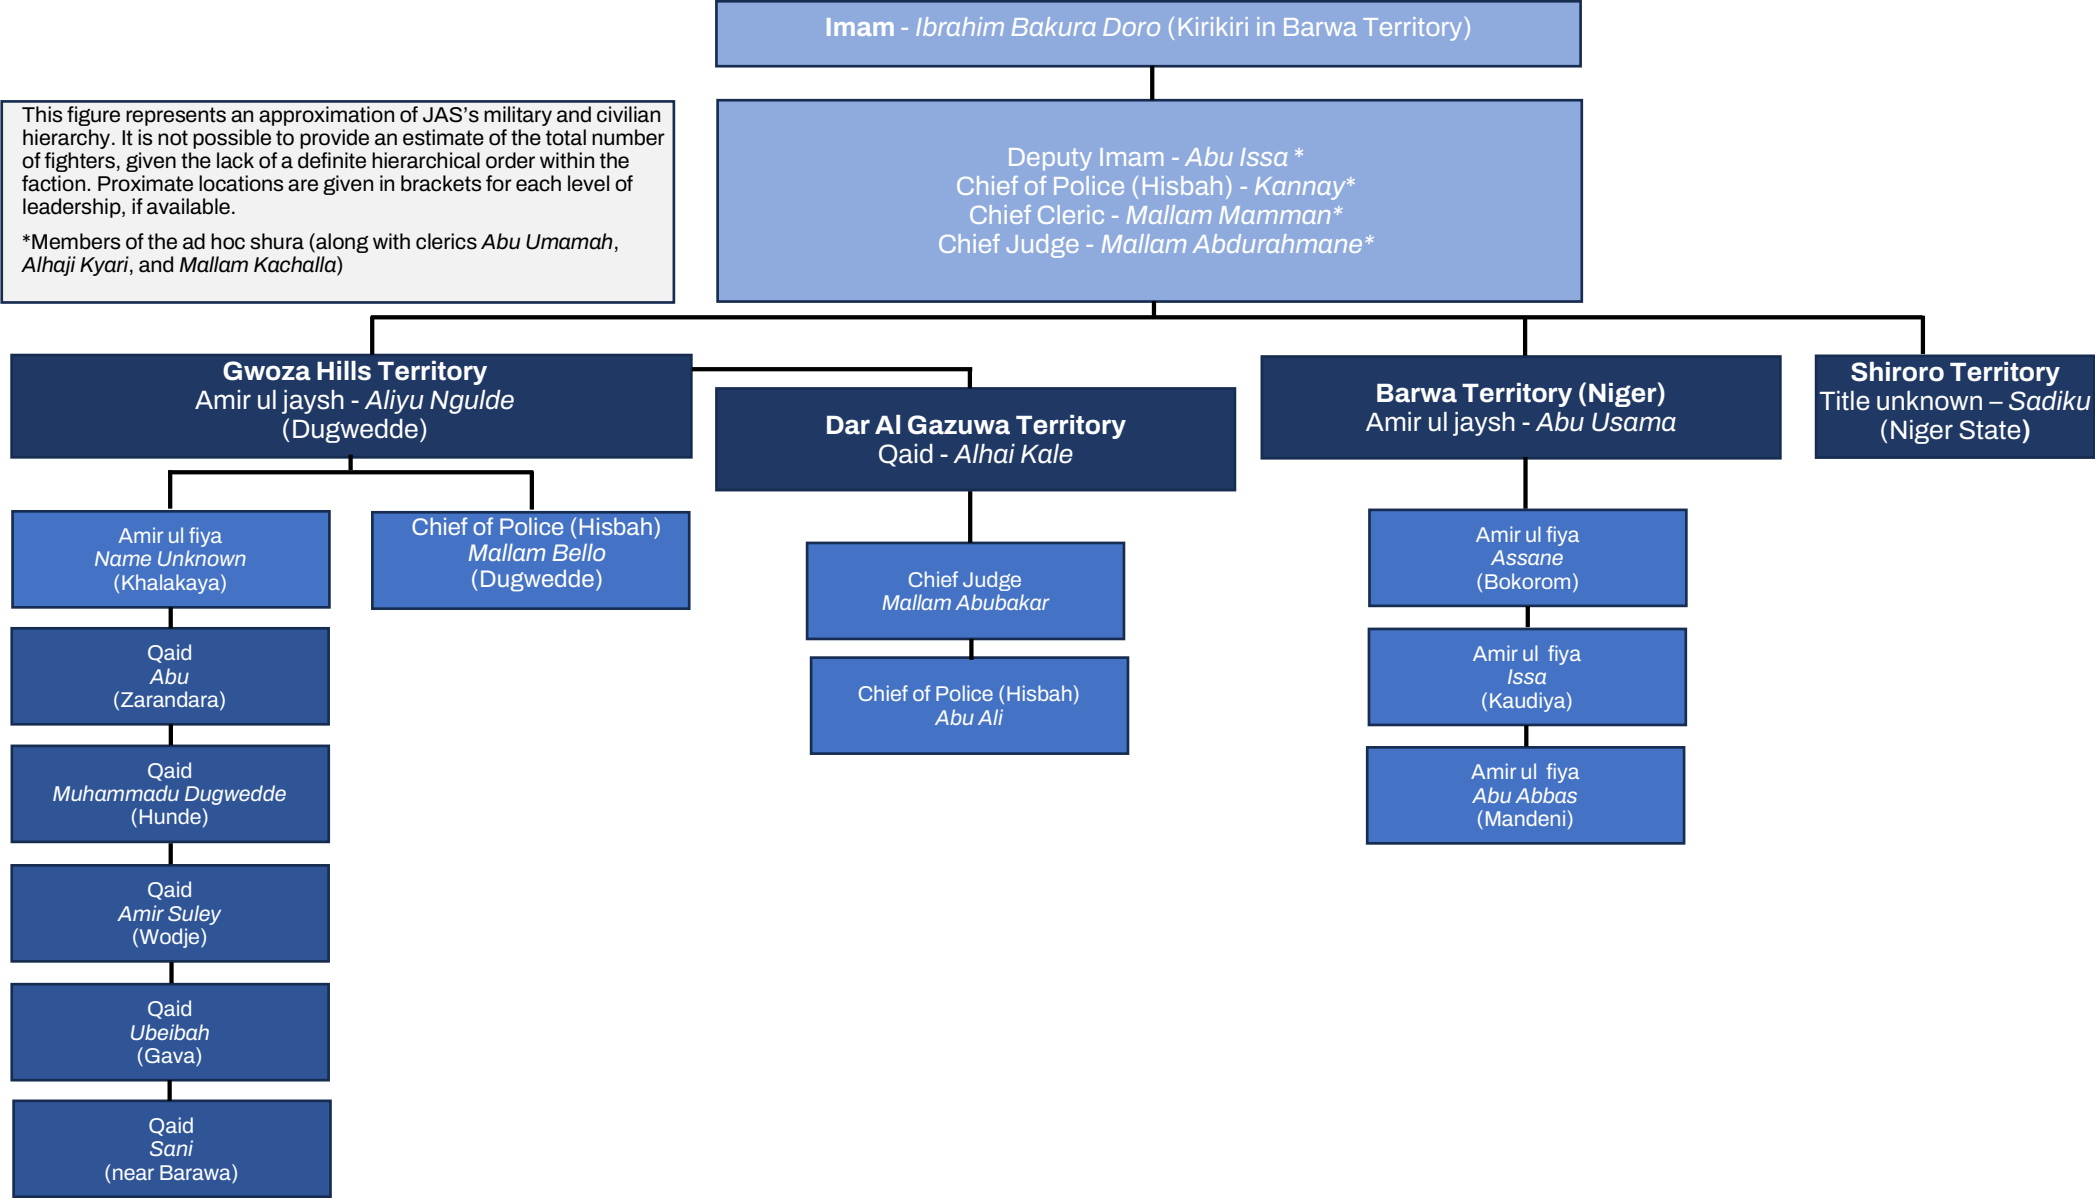 Imam - Ibrahim Bakura Doro (Kirikiri in Barwa Territory)
This figure represents an approximation of JAS's military and civilian
hierarchy. It is not possible to provide an estimate of the total number
of fighters, given the lack of a definite hierarchical order within the
faction. Proximate locations are given in brackets for each level of
leadership, if available.
*Members of the ad hoc shura (along with clerics Abu Umamah,
Alhaji Kyari, and Mallam Kachalla)
Deputy Imam - Abu Issa *
Chief of Police (Hisbah) - Kannay*
Chief Cleric - Mallam Mamman*
Chief Judge - Mallam Abdurahmane*
Gwoza Hills Territory
Amir ul jaysh - Aliyu Ngulde
(Dugwedde)
Dar Al Gazuwa Territory
Qaid - Alhai Kale
Barwa Territory (Niger)
Amir ul jaysh - Abu Usama
Shiroro Territory
Title unknown – Sadiku
(Niger State)
Amir ul fiya
Name Unknown
(Khalakaya)
Chief of Police (Hisbah)
Mallam Bello
(Dugwedde)
Chief Judge
Mallam Abubakar
Amir ul fiya
Assane
(Bokorom)
Qaid
Abu
(Zarandara)
Chief of Police (Hisbah)
Abu Ali
Amir ul  fiya
Issa
(Kaudiya)
Qaid
Muhammadu Dugwedde
(Hunde)
Amir ul  fiya
Abu Abbas
(Mandeni)
Qaid
Amir Suley
(Wodje)
Qaid
Ubeibah
(Gava)
Qaid
Sani
(near Barawa)